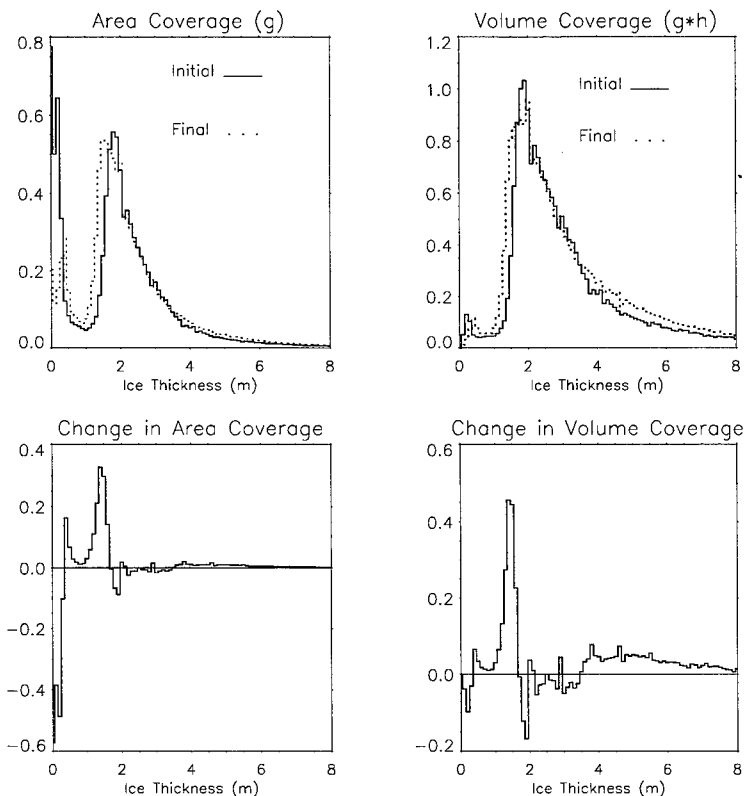 Area Coverage (g)
0.8
0.6
0.4
0.2
0.0
Initial
Final
0 2 4 6 8
Ice Thickness (m)
Volume Coverage (g*h)
1.2
1.0
0.8
0.6
0.4
0.2
0.0
Initial
Final
0 2 4 6 8
Ice Thickness (m)
Change in Area Coverage
0.4
0.2
0.0
-0.2
-0.4
-0.6
0 2 4 6 8
Ice Thickness (m)
Change in Volume Coverage
0.6
0.4
0.2
0.0
-0.2
0 2 4 6 8
Ice Thickness (m)